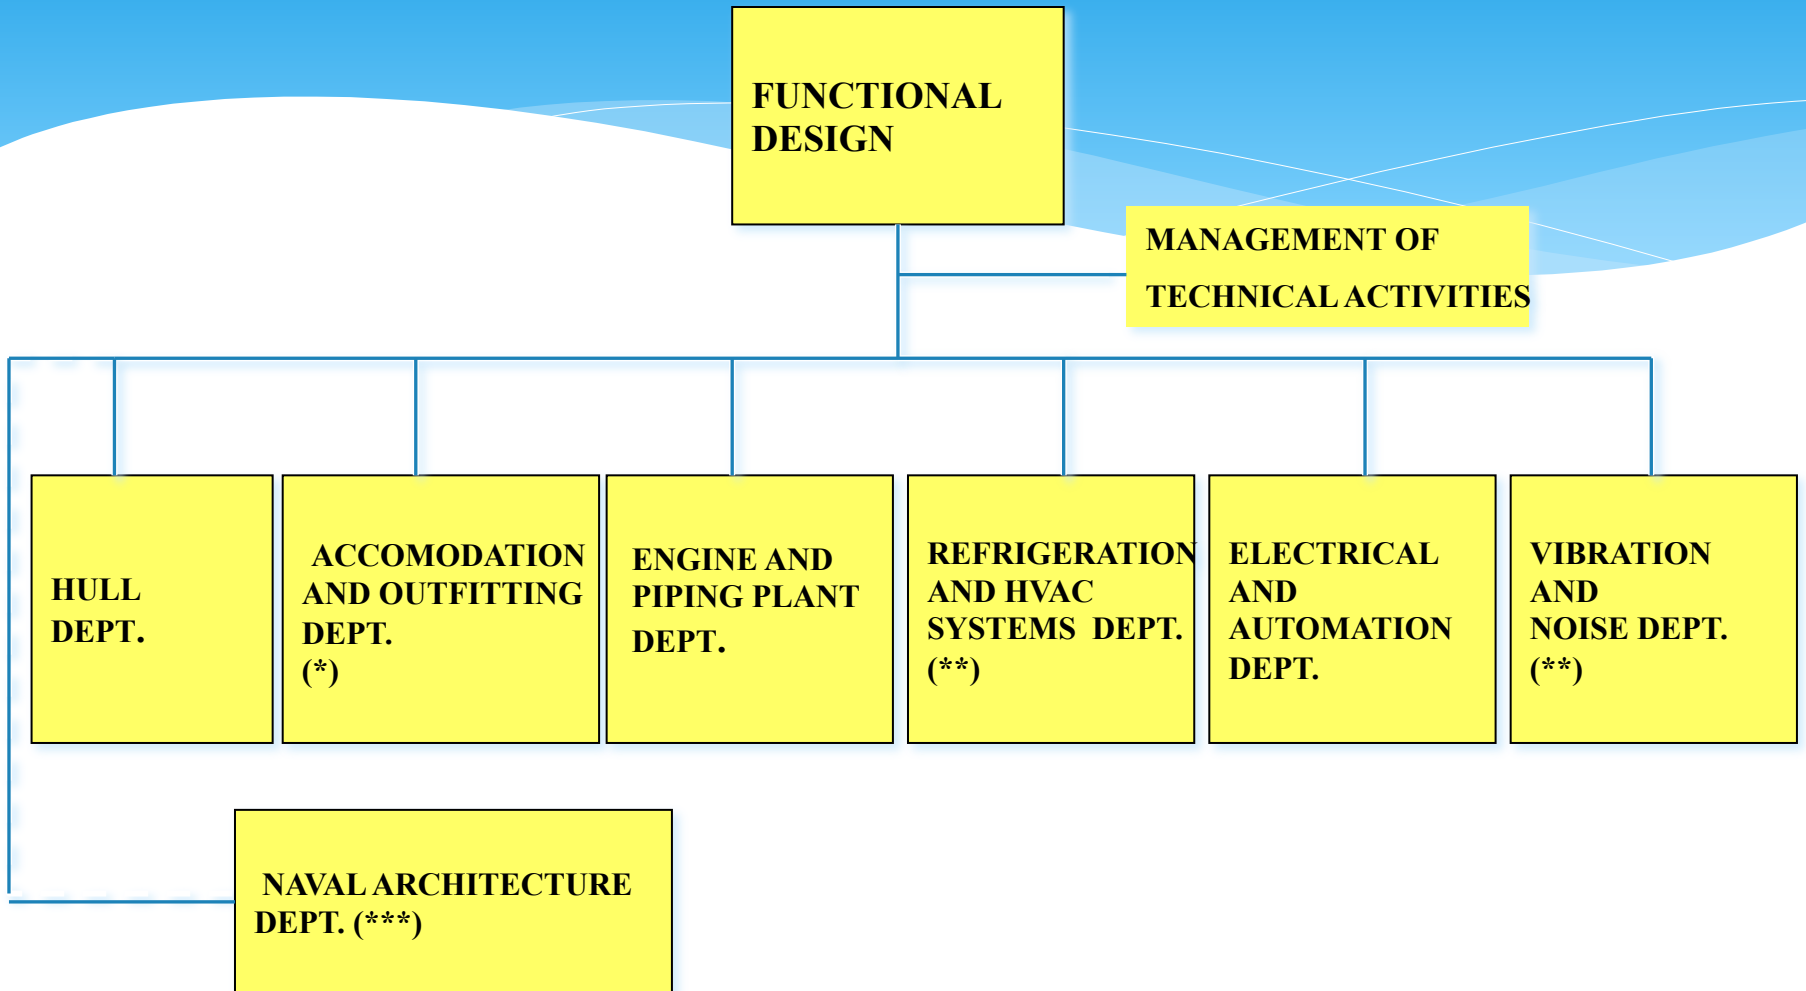 FUNCTIONAL
DESIGN
MANAGEMENT OF
TECHNICAL ACTIVITIES
HULL
DEPT.
ACCOMODATION
AND OUTFITTING
DEPT.
(*)
ENGINE AND
PIPING PLANT
DEPT.
REFRIGERATION
AND HVAC
SYSTEMS DEPT.
(**)
ELECTRICAL
AND
AUTOMATION
DEPT.
VIBRATION
AND
NOISE DEPT.
(**)
NAVAL ARCHITECTURE
DEPT. (***)